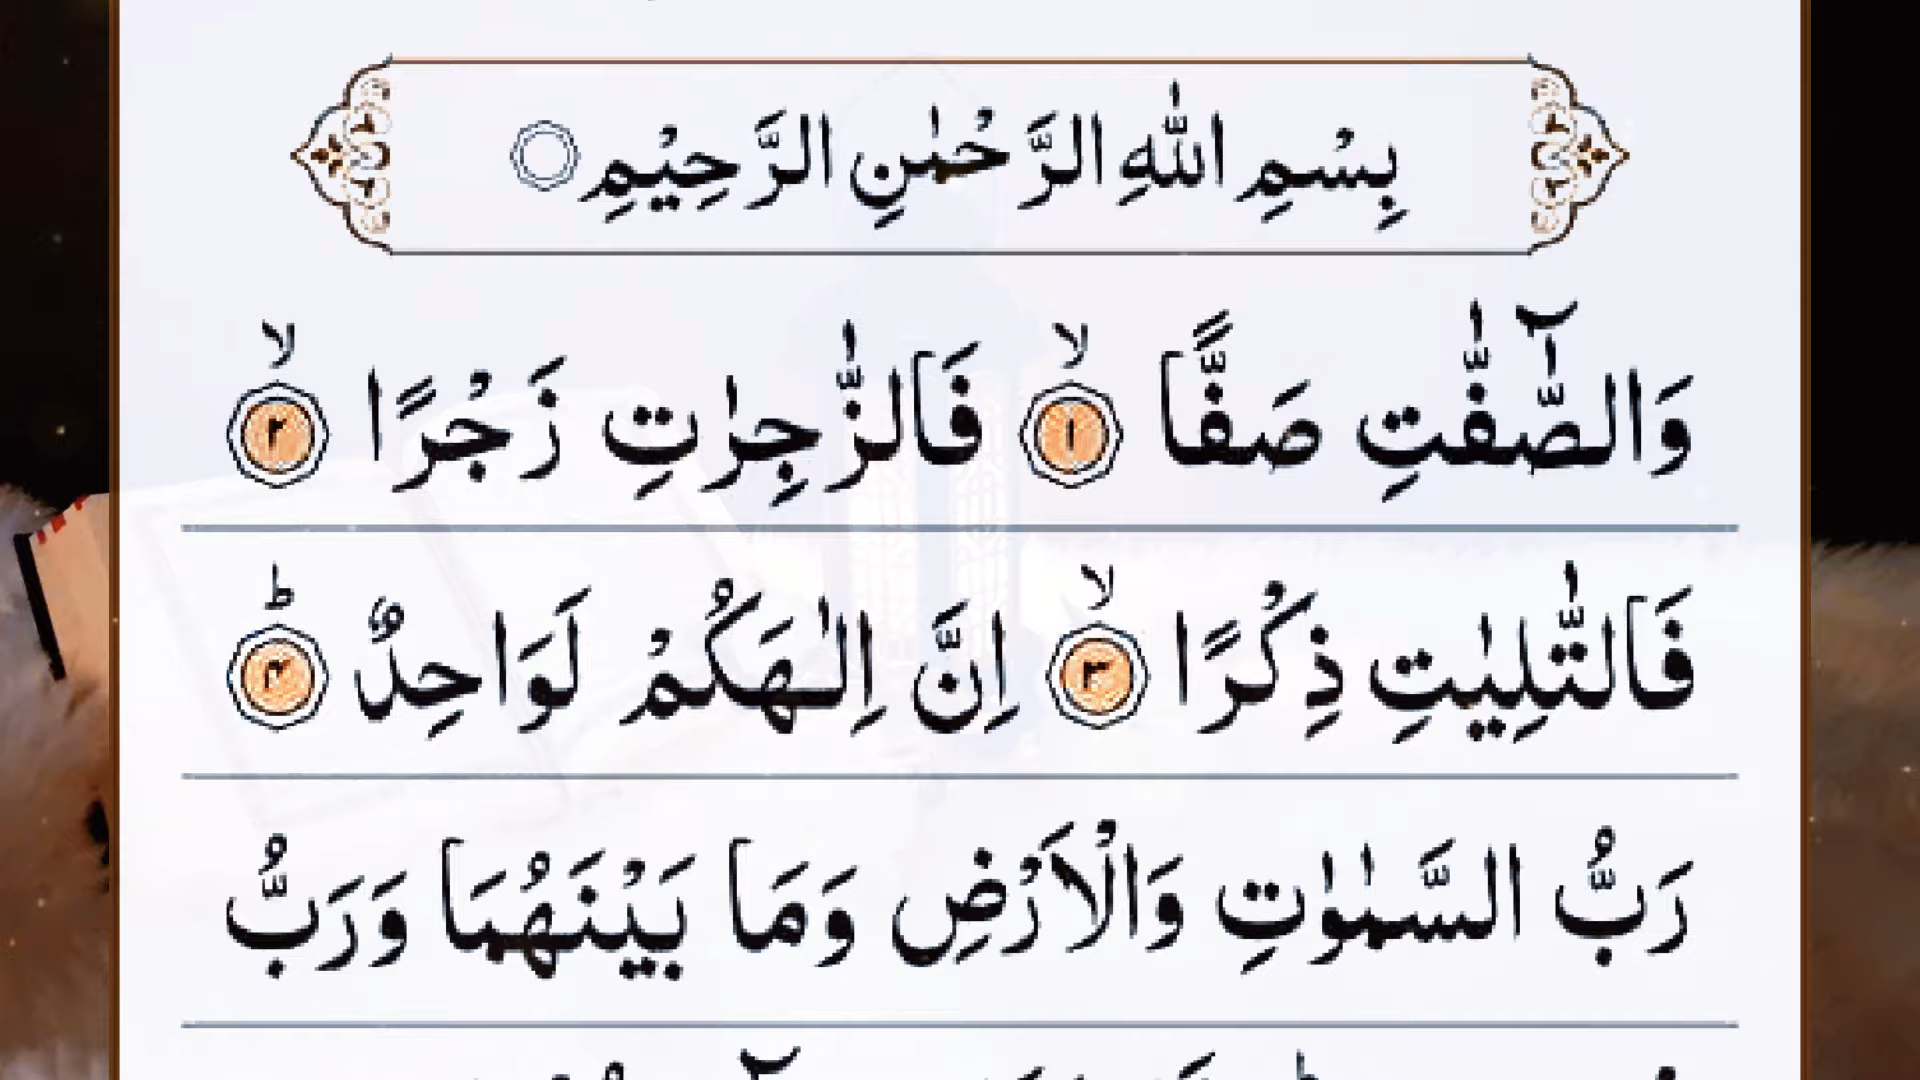 بِسْمِ اللّٰهِ الرَّحْمٰنِ الرَّحِيْمِ
وَالصّٰٓفّٰتِ صَفًّا ۙ‏﴿۱﴾ فَالزّٰجِرٰتِ زَجْرًا ۙ‏﴿۲﴾
فَالتّٰلِيٰتِ ذِكْرًا ۙ‏﴿۳﴾ اِنَّ اِلٰهَكُمْ لَوَاحِدٌ ؕ‏﴿۴﴾
رَبُّ السَّمٰوٰتِ وَالْاَرْضِ وَمَا بَيْنَهُمَا وَرَبُّ